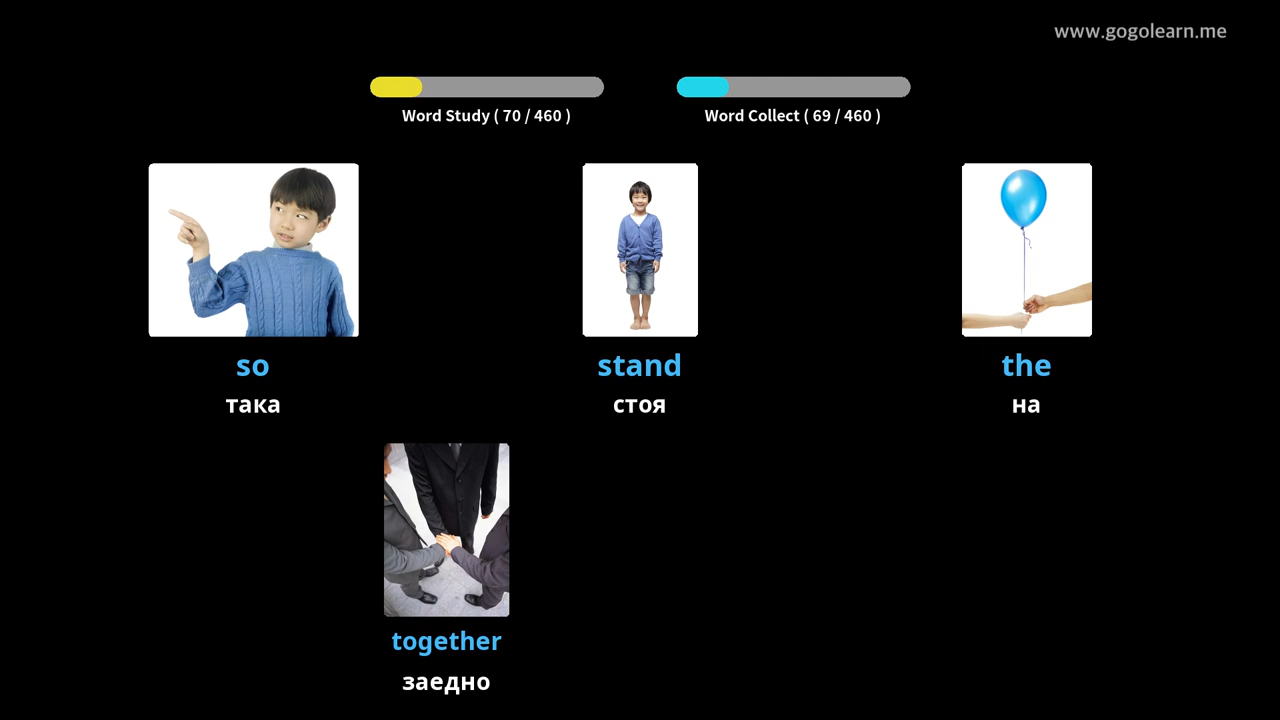 www.gogolearn.me
Word Study ( 70 / 460 )
Word Collect ( 69 / 460 )
so
stand
the
така
стоя
на
together
заедно